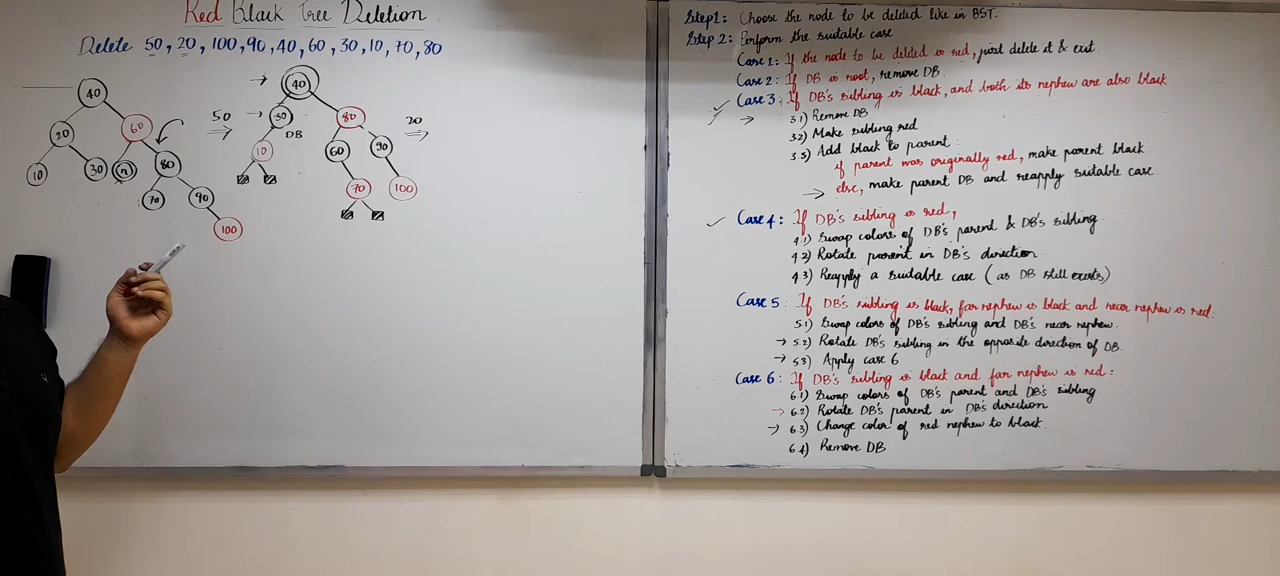 Red Black Tree Deletion
Delete 50, 20, 100, 90, 40, 60, 30, 10, 70, 80
40
20
60
10
30
n
80
70
90
100
50
40
30
DB
80
10
60
90
70
100
20
Step1: Choose the node to be deleted like in BST.
Step 2: Perform the suitable case
Case 1: If the node to be deleted is red, just delete it & exit.
Case 2: If DB is root, remove DB.
Case 3: If DB's sibling is black, and both its nephew are also black
3.1) Remove DB
3.2) Make sibling red
3.3) Add black to parent:
if parent was originally red, make parent black
else, make parent DB and reapply suitable case
Case 4: If DB's sibling is red,
4.1) Swap colors of DB's parent & DB's sibling
4.2) Rotate parent in DB's direction
4.3) Reapply a suitable case (as DB still exists)
Case 5: If DB's sibling is black, far nephew is black and near nephew is red.
5.1) Swap colors of DB's sibling and DB's near nephew.
5.2) Rotate DB's sibling in the opposite direction of DB.
5.3) Apply case 6
Case 6: If DB's sibling is black and far nephew is red:
6.1) Swap colors of DB's parent and DB's sibling
6.2) Rotate DB's parent in DB's direction
6.3) Change color of red nephew to black.
6.4) Remove DB